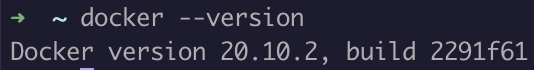 ➜ ~ docker --version
Docker version 20.10.2, build 2291f61